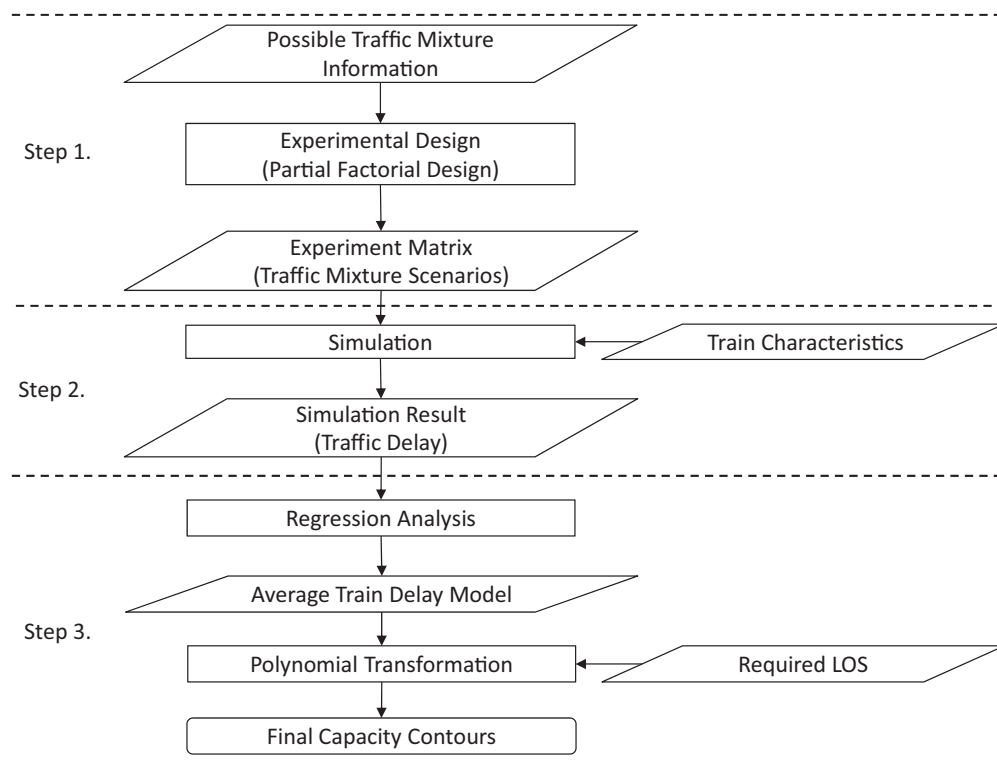 Possible Traffic Mixture
Information
Step 1.
Experimental Design
(Partial Factorial Design)
Experiment Matrix
(Traffic Mixture Scenarios)
Simulation
Train Characteristics
Step 2.
Simulation Result
(Traffic Delay)
Regression Analysis
Average Train Delay Model
Step 3.
Polynomial Transformation
Required LOS
Final Capacity Contours